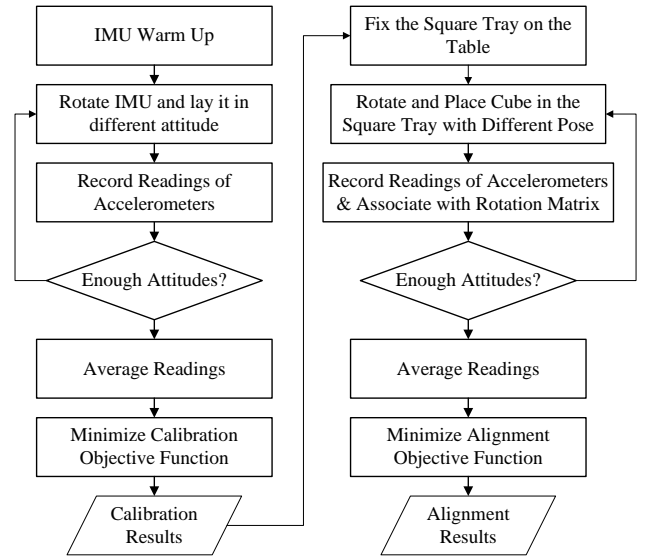 IMU Warm Up
Rotate IMU and lay it in
different attitude
Record Readings of
Accelerometers
Enough Attitudes?
Average Readings
Minimize Calibration
Objective Function
Calibration
Results
Fix the Square Tray on the
Table
Rotate and Place Cube in the
Square Tray with Different Pose
Record Readings of Accelerometers
& Associate with Rotation Matrix
Enough Attitudes?
Average Readings
Minimize Alignment
Objective Function
Alignment
Results